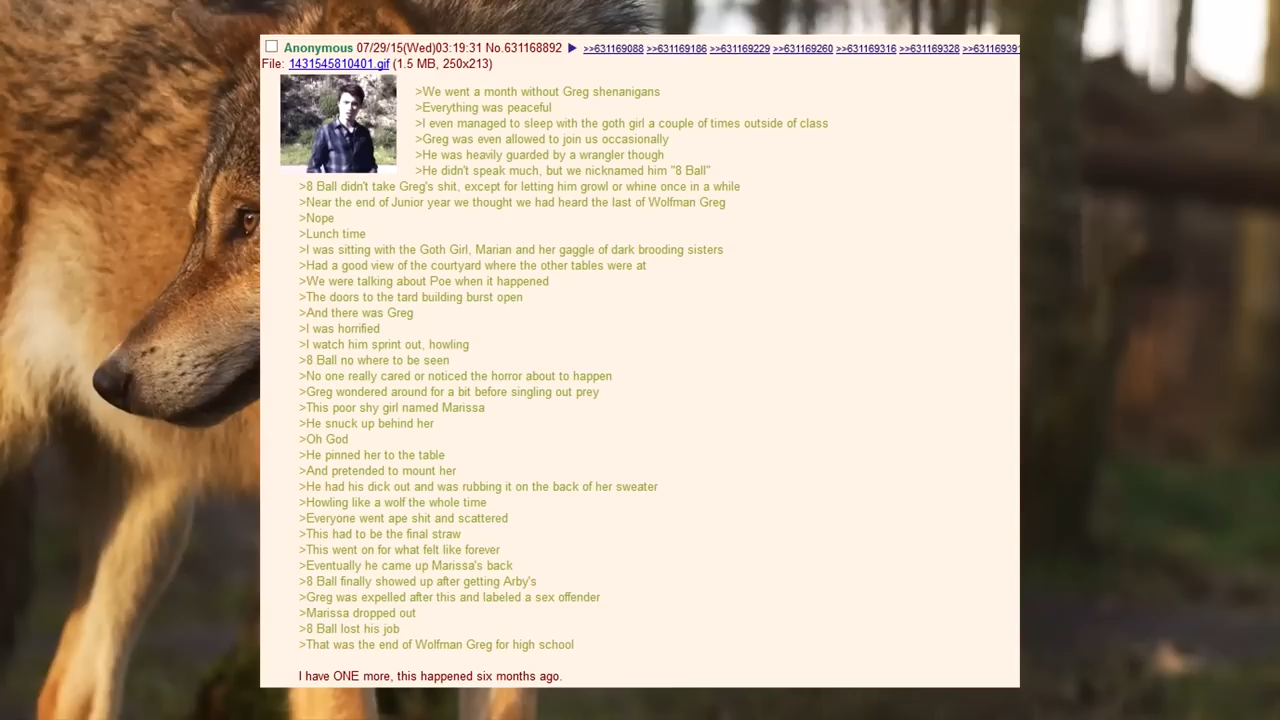 Anonymous 07/29/15(Wed)03:19:31 No.631168892 ▶ >>631169088 >>631169186 >>631169229 >>631169260 >>631169316 >>631169328 >>63116939
File: 1431545810401.gif (1.5 MB, 250x213)
>We went a month without Greg shenanigans
>Everything was peaceful
>I even managed to sleep with the goth girl a couple of times outside of class
>Greg was even allowed to join us occasionally
>He was heavily guarded by a wrangler though
>He didn't speak much, but we nicknamed him "8 Ball"
>8 Ball didn't take Greg's shit, except for letting him growl or whine once in a while
>Near the end of Junior year we thought we had heard the last of Wolfman Greg
>Nope
>Lunch time
>I was sitting with the Goth Girl, Marian and her gaggle of dark brooding sisters
>Had a good view of the courtyard where the other tables were at
>We were talking about Poe when it happened
>The doors to the tard building burst open
>And there was Greg
>I was horrified
>I watch him sprint out, howling
>8 Ball no where to be seen
>No one really cared or noticed the horror about to happen
>Greg wondered around for a bit before singling out prey
>This poor shy girl named Marissa
>He snuck up behind her
>Oh God
>He pinned her to the table
>And pretended to mount her
>He had his dick out and was rubbing it on the back of her sweater
>Howling like a wolf the whole time
>Everyone went ape shit and scattered
>This had to be the final straw
>This went on for what felt like forever
>Eventually he came up Marissa's back
>8 Ball finally showed up after getting Arby's
>Greg was expelled after this and labeled a sex offender
>Marissa dropped out
>8 Ball lost his job
>That was the end of Wolfman Greg for high school
I have ONE more, this happened six months ago.